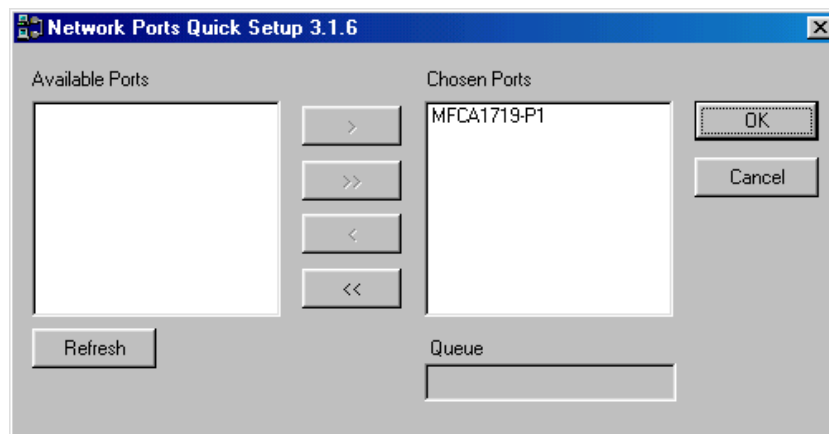 Network Ports Quick Setup 3.1.6
Available Ports
Chosen Ports
MFCA1719-P1
>
>>
<
<<
OK
Cancel
Refresh
Queue